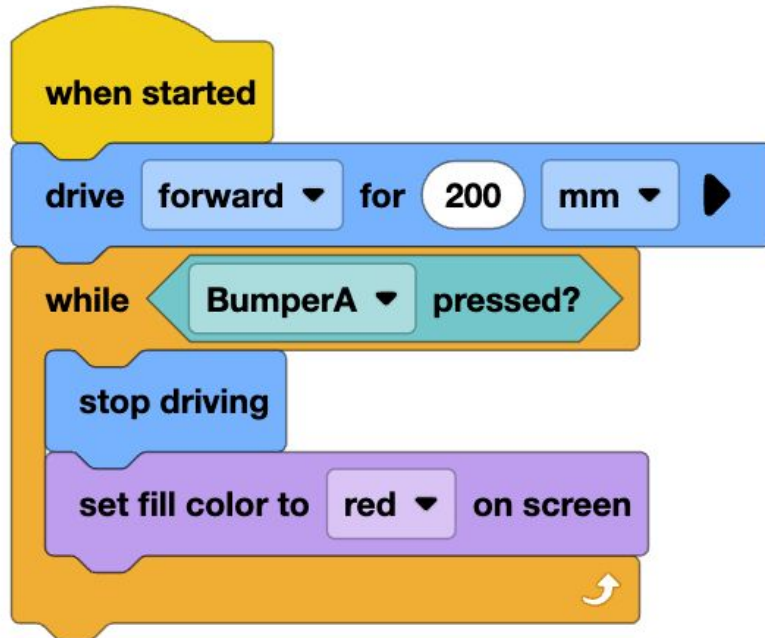 when started
drive forward for 200 mm
while BumperA pressed?
stop driving
set fill color to red on screen